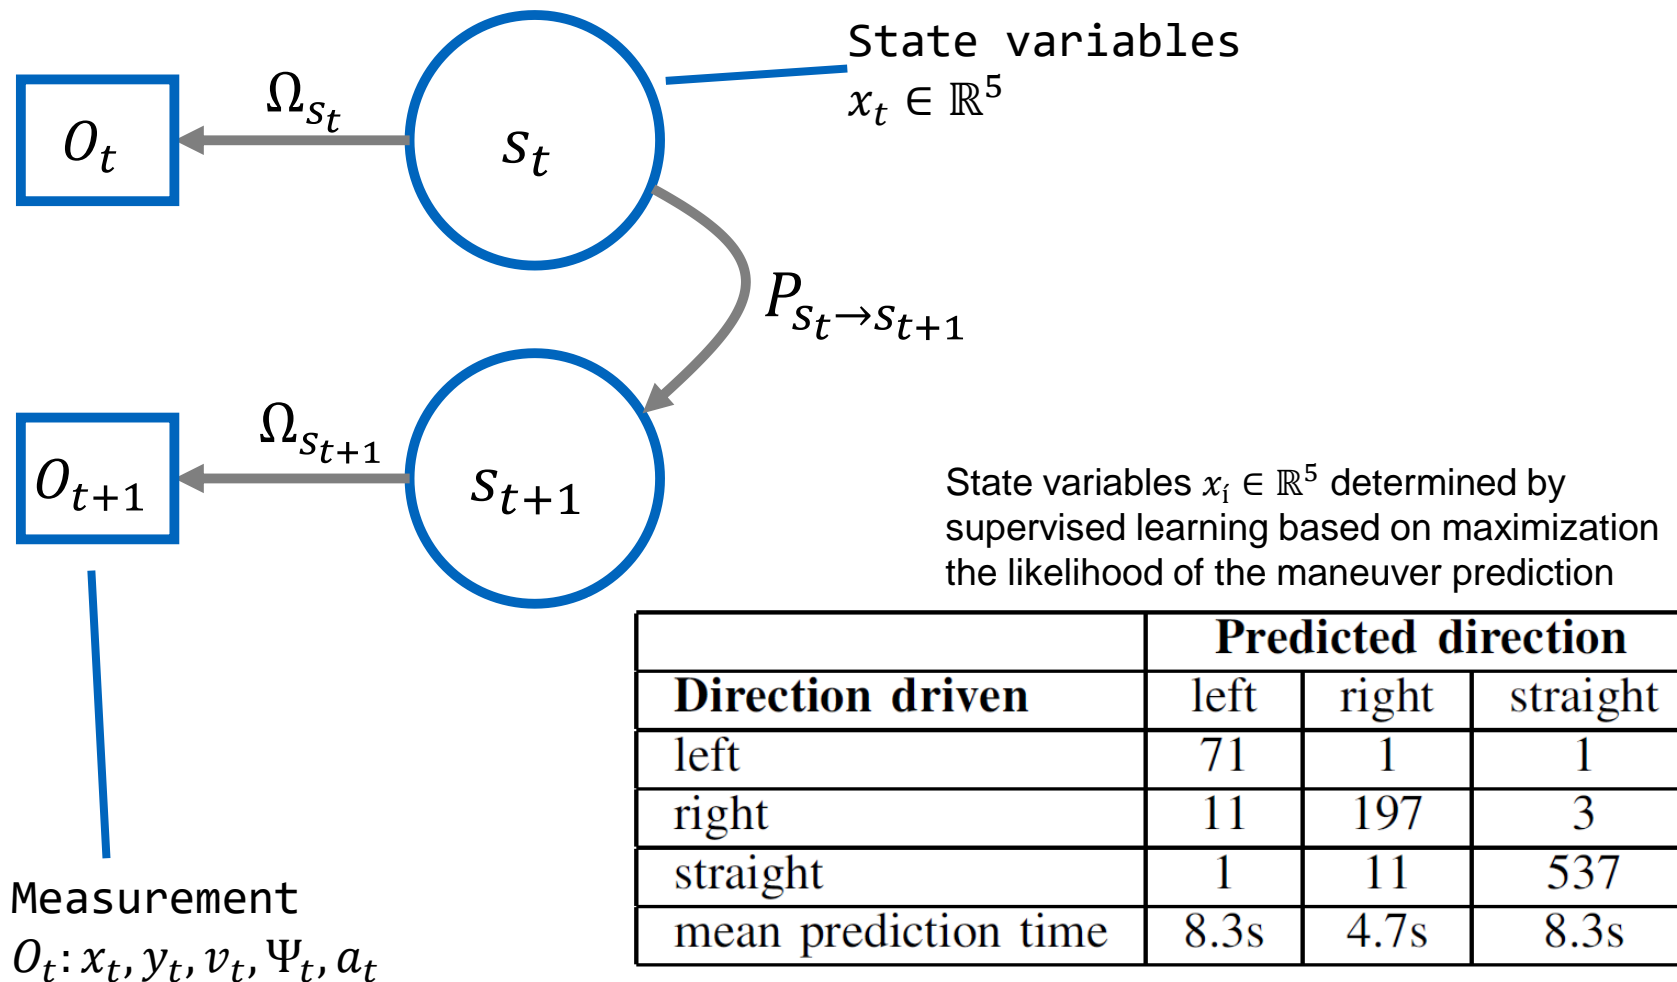 State variables
x_t ∈ ℝ^5
Ω_{s_t}
O_t
s_t
P_{s_t→s_{t+1}}
Ω_{s_{t+1}}
O_{t+1}
s_{t+1}
State variables x_í ∈ ℝ^5 determined by
supervised learning based on maximization
the likelihood of the maneuver prediction
Predicted direction
Direction driven left right straight
left 71 1 1
right 11 197 3
straight 1 11 537
mean prediction time 8.3s 4.7s 8.3s
Measurement
O_t: x_t, y_t, v_t, Ψ_t, a_t